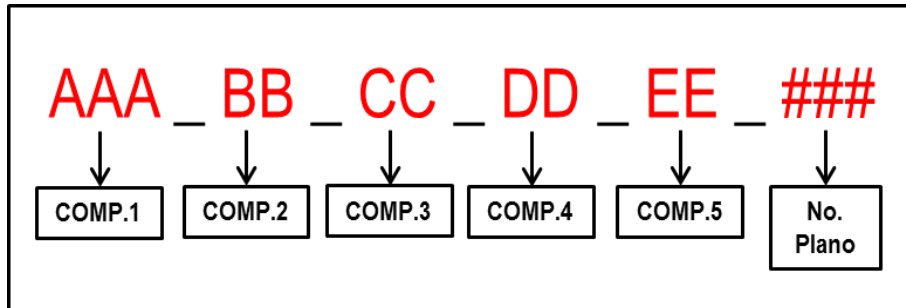 AAA _ BB _ CC _ DD _ EE _ ###
COMP.1 COMP.2 COMP.3 COMP.4 COMP.5 No.
Plano